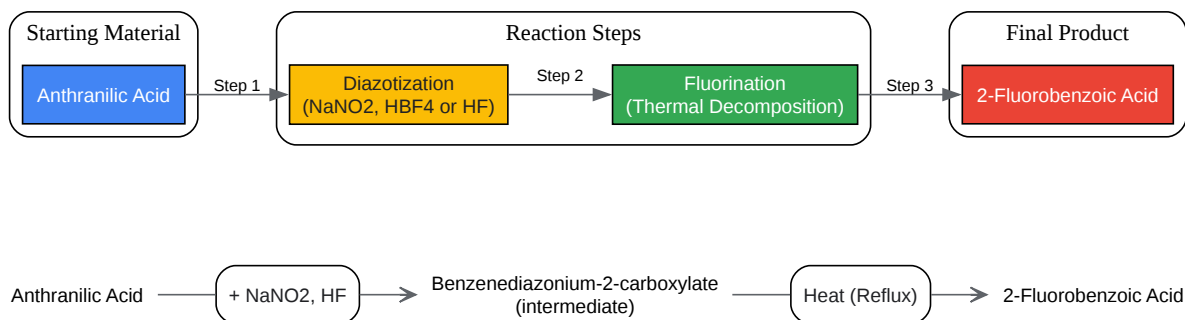 Starting Material
Reaction Steps
Final Product
Anthranilic Acid
Step 1
Diazotization
(NaNO2, HBF4 or HF)
Step 2
Fluorination
(Thermal Decomposition)
Step 3
2-Fluorobenzoic Acid
Anthranilic Acid
+ NaNO2, HF
Benzenediazonium-2-carboxylate
(intermediate)
Heat (Reflux)
2-Fluorobenzoic Acid